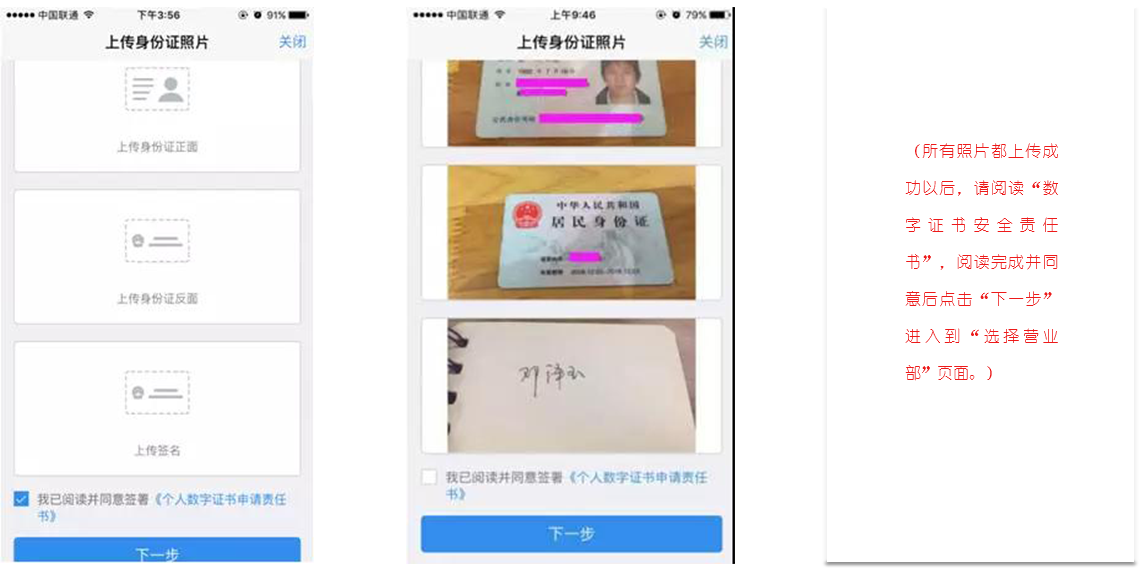 中国联通
下午3:56
91%
上传身份证照片
关闭
上传身份证正面
上传身份证反面
上传签名
我已阅读并同意签署《个人数字证书申请责任
书》
下一步
中国联通
上午9:46
79%
上传身份证照片
关闭
公民身份号码
中华人民共和国
居民身份证
我已阅读并同意签署《个人数字证书申请责任
书》
下一步
（所有照片都上传成
功以后，请阅读“数
字证书安全责任
书”，阅读完成并同
意后点击“下一步”
进入到“选择营业
部”页面。）